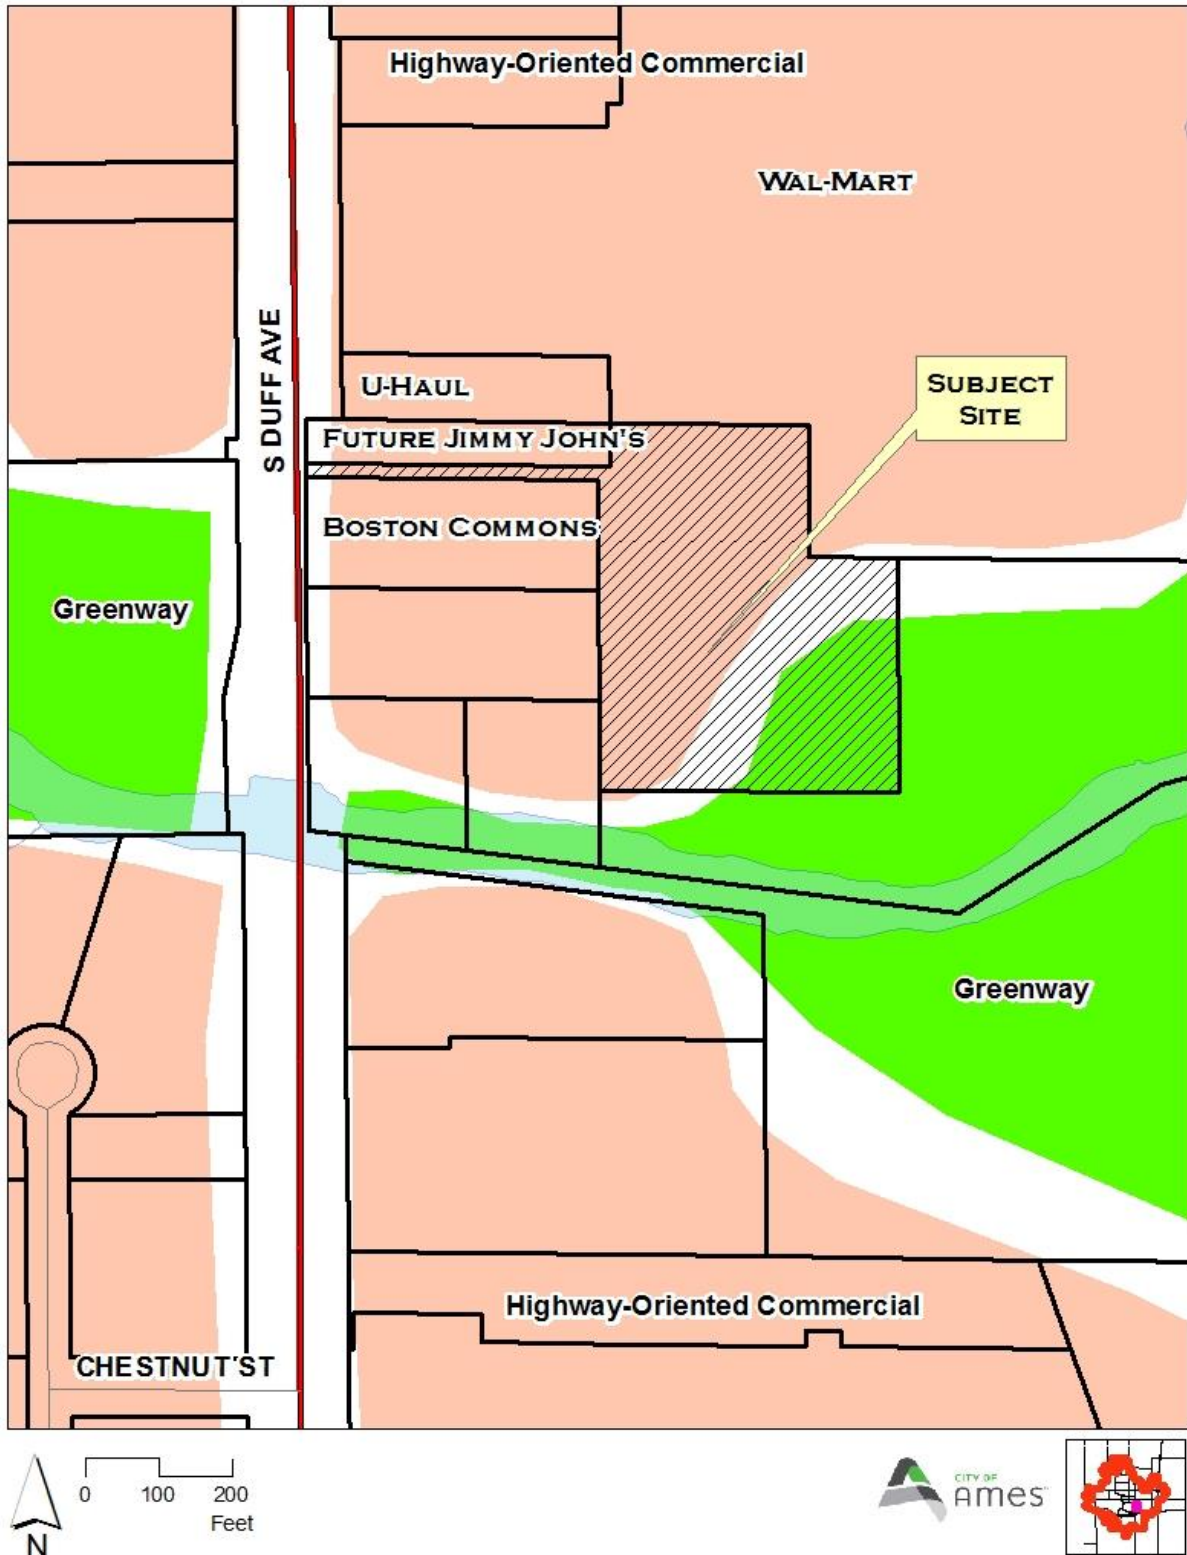 Highway-Oriented Commercial
WAL-MART
S DUFF AVE
U-HAUL
SUBJECT
SITE
FUTURE JIMMY JOHN'S
BOSTON COMMONS
Greenway
Greenway
Highway-Oriented Commercial
CHESTNUT ST
0 100 200
Feet
N
CITY OF
Ames